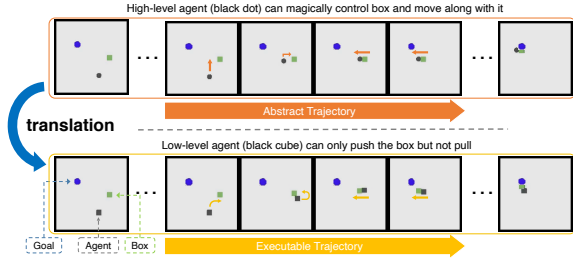 High-level agent (black dot) can magically control box and move along with it
Abstract Trajectory
translation
Low-level agent (black cube) can only push the box but not pull
Goal
Agent
Box
Executable Trajectory